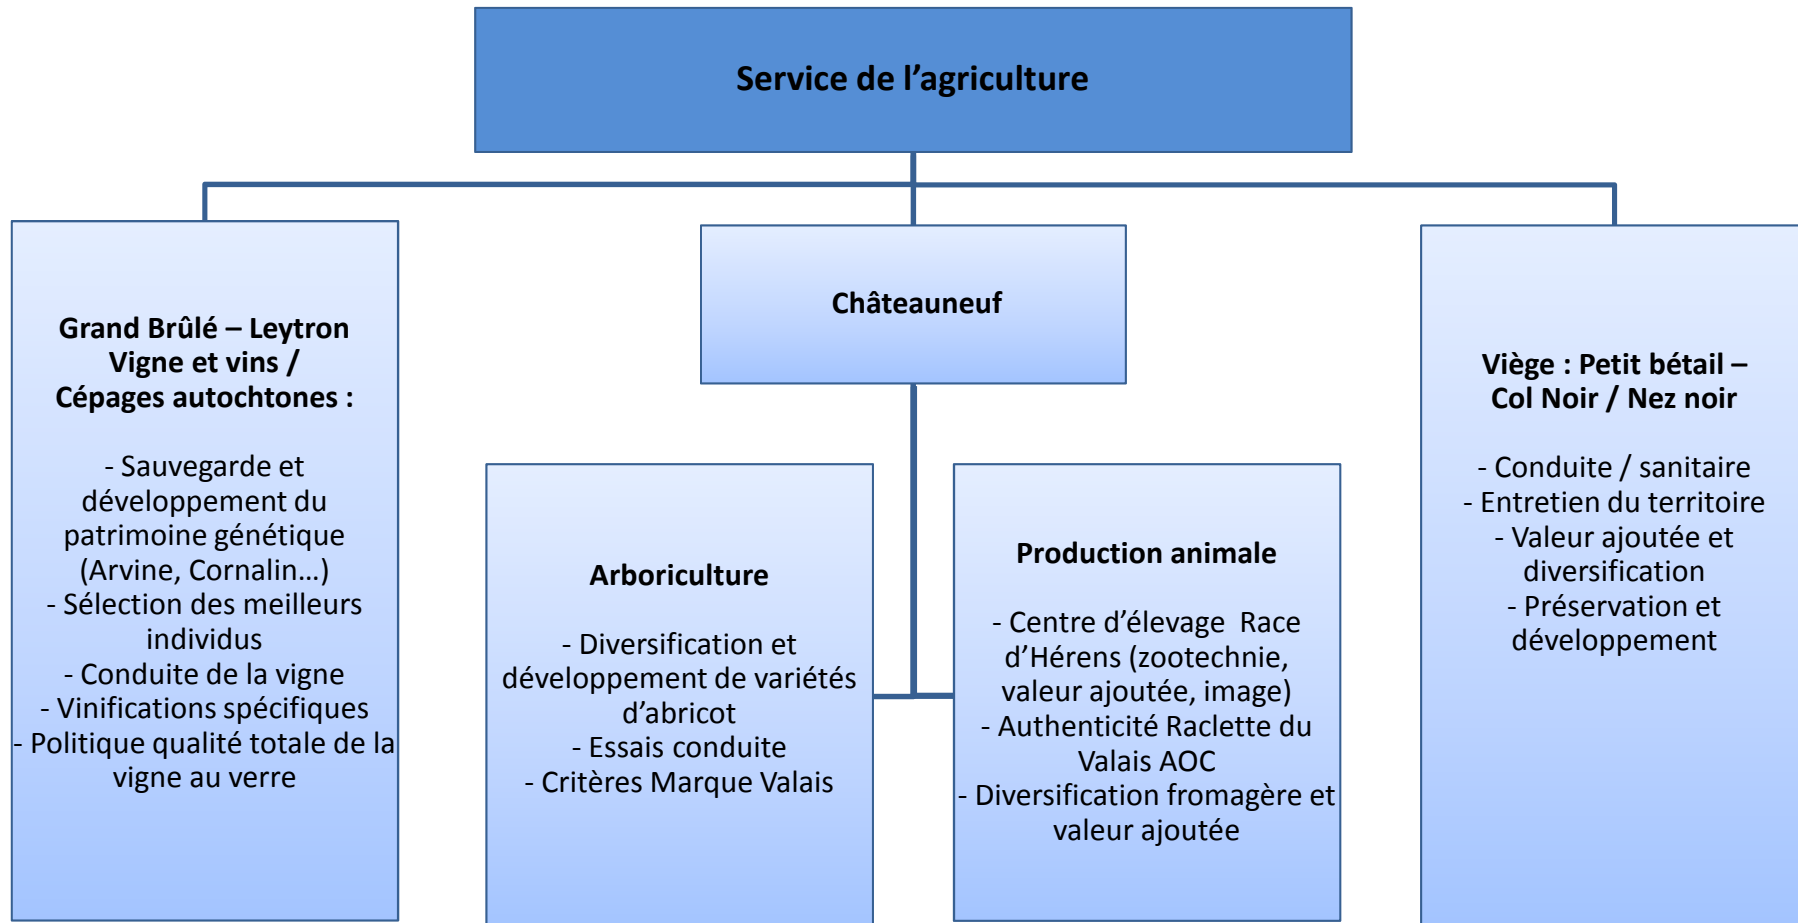 Service de l’agriculture
Grand Brûlé – Leytron
Vigne et vins /
Cépages autochtones :
- Sauvegarde et
développement du
patrimoine génétique
(Arvine, Cornalin…)
- Sélection des meilleurs
individus
- Conduite de la vigne
- Vinifications spécifiques
- Politique qualité totale de la
vigne au verre
Châteauneuf
Arboriculture
- Diversification et
développement de variétés
d’abricot
- Essais conduite
- Critères Marque Valais
Production animale
- Centre d’élevage  Race
d’Hérens (zootechnie,
valeur ajoutée, image)
- Authenticité Raclette du
Valais AOC
- Diversification fromagère et
valeur ajoutée
Viège : Petit bétail –
Col Noir / Nez noir
- Conduite / sanitaire
- Entretien du territoire
- Valeur ajoutée et
diversification
- Préservation et
développement